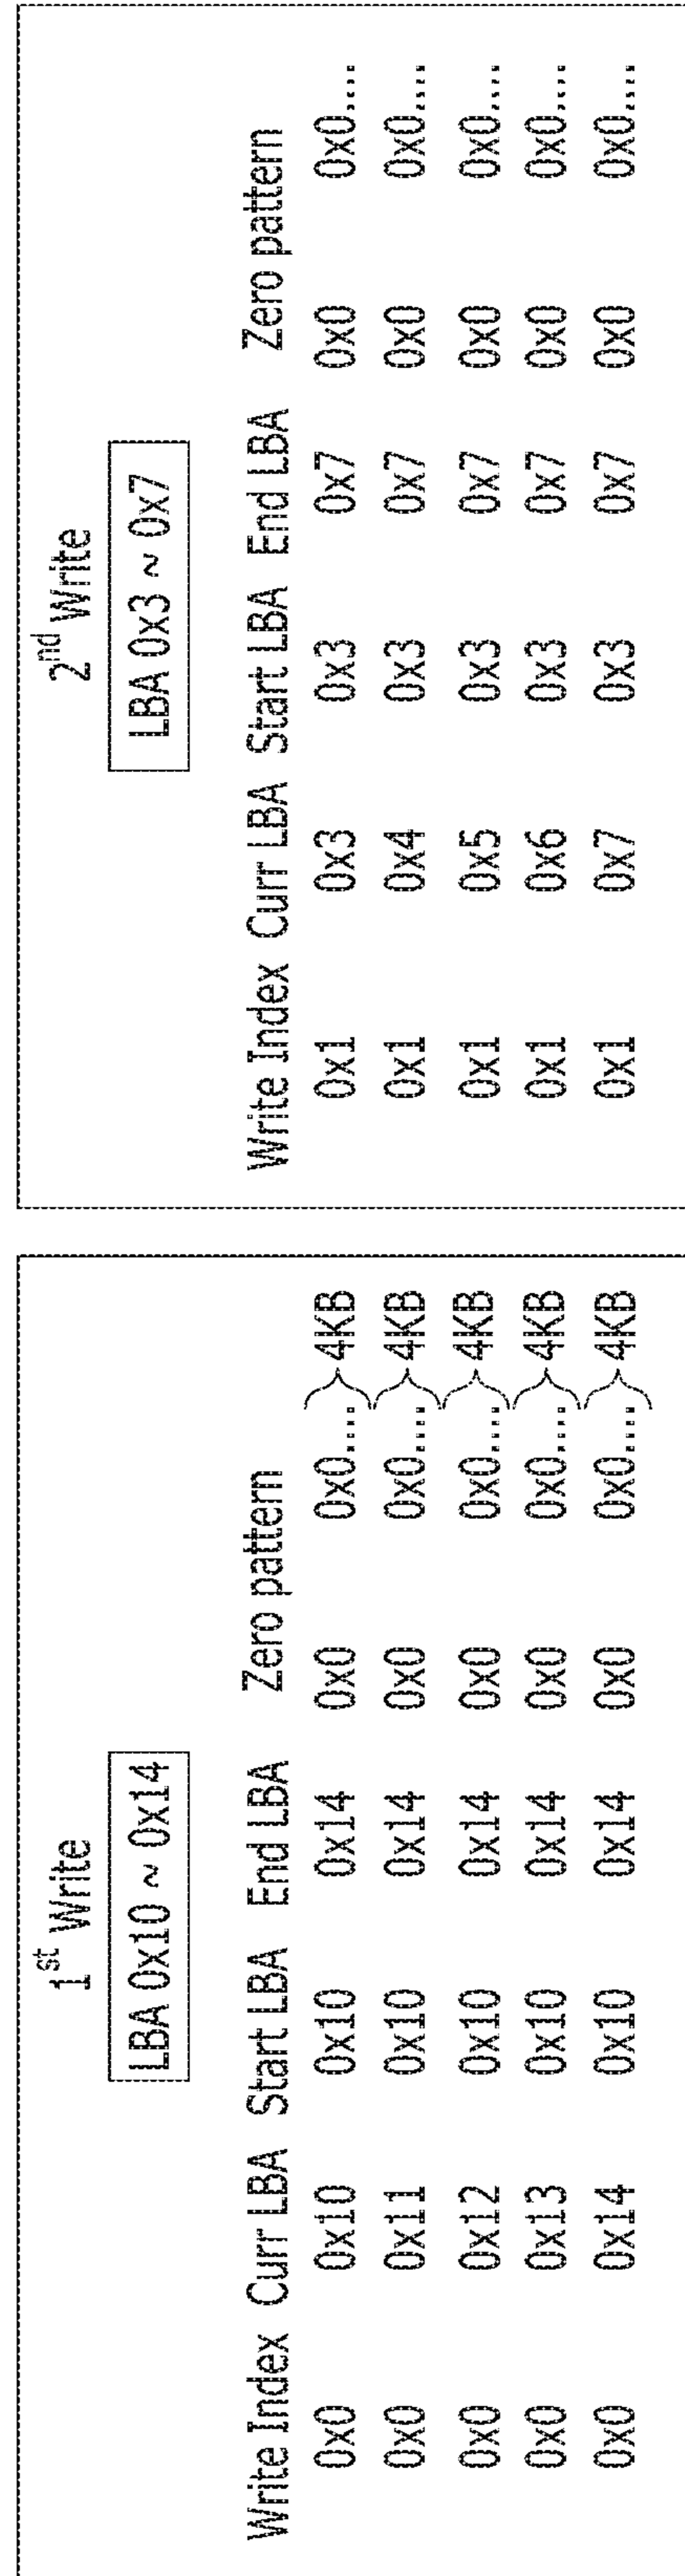 1st Write
LBA 0x10 ~ 0x14
Write Index Curr LBA Start LBA End LBA Zero pattern
0x0 0x10 0x10 0x14 0x0 0x0.... 4KB
0x0 0x11 0x10 0x14 0x0 0x0.... 4KB
0x0 0x12 0x10 0x14 0x0 0x0.... 4KB
0x0 0x13 0x10 0x14 0x0 0x0.... 4KB
0x0 0x14 0x10 0x14 0x0 0x0.... 4KB
2nd Write
LBA 0x3 ~ 0x7
Write Index Curr LBA Start LBA End LBA Zero pattern
0x1 0x3 0x3 0x7 0x0 0x0....
0x1 0x4 0x3 0x7 0x0 0x0....
0x1 0x5 0x3 0x7 0x0 0x0....
0x1 0x6 0x3 0x7 0x0 0x0....
0x1 0x7 0x3 0x7 0x0 0x0....